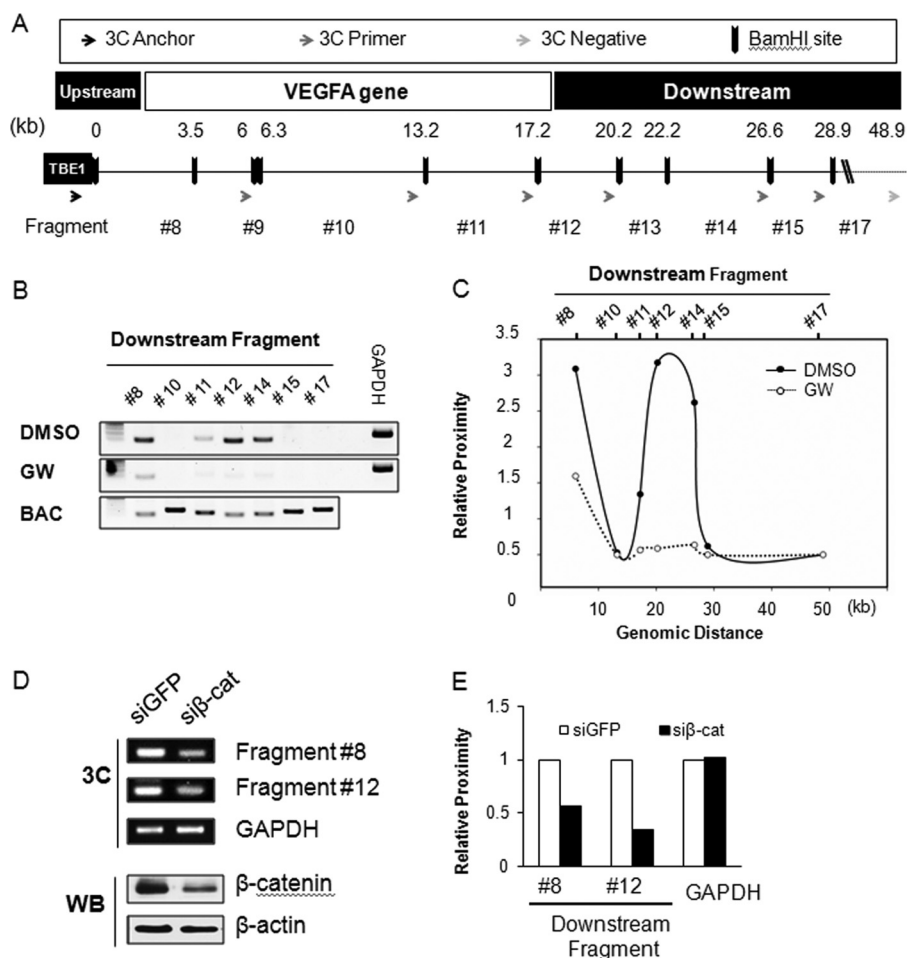 A
3C Anchor 3C Primer 3C Negative BamHI site
Upstream VEGFA gene Downstream
(kb) 0 3.5 6 6.3 13.2 17.2 20.2 22.2 26.6 28.9 48.9
TBE1
Fragment #8 #9 #10 #11 #12 #13 #14 #15 #17
B
Downstream Fragment
#8 #10 #11 #12 #14 #15 #17 GAPDH
DMSO
GW
BAC
C
Downstream Fragment
#8 #10 #11 #12 #14 #15 #17
3.5
3
2.5
1.5
0.5
0
Relative Proximity
DMSO
GW
10 20 30 40 50 (kb)
Genomic Distance
D
siGFP siβ-cat
3C
Fragment #8
Fragment #12
GAPDH
WB
β-catenin
β-actin
E
1.5
1
0.5
0
Relative Proximity
siGFP siβ-cat
#8 #12 GAPDH
Downstream
Fragment